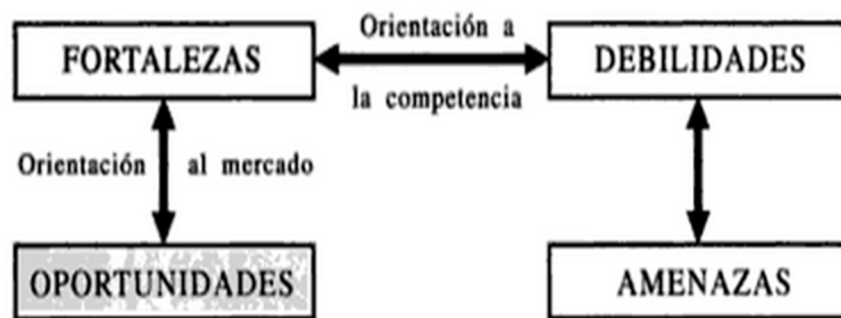 FORTALEZAS
Orientación a
la competencia
DEBILIDADES
Orientación al mercado
OPORTUNIDADES
AMENAZAS